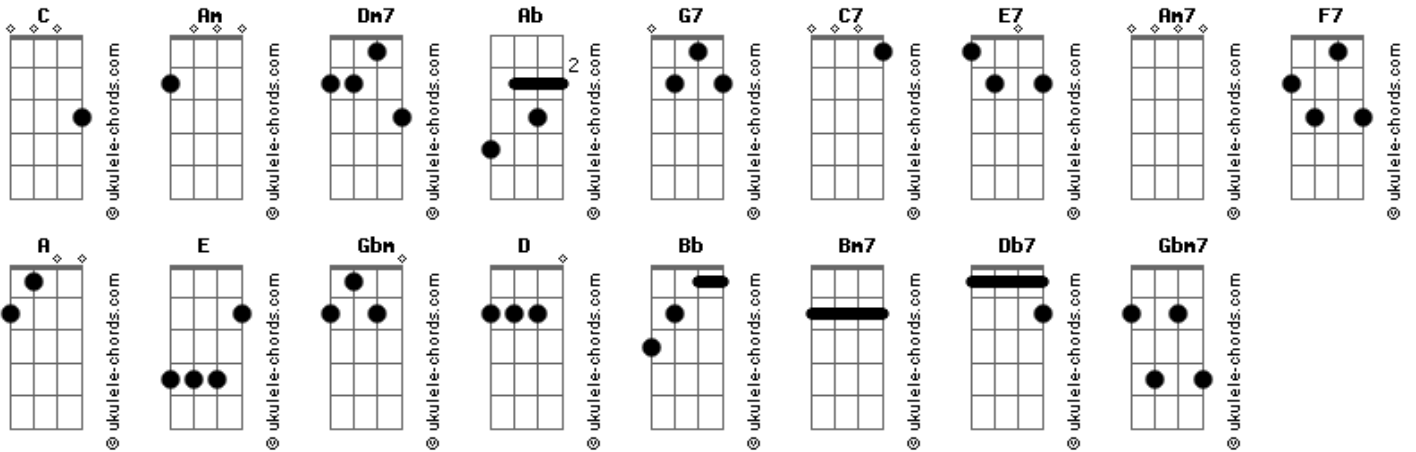 C Am Dm7 Ab G7 C7 E7 Am7 F7
2
© ukulele-chords.com © ukulele-chords.com © ukulele-chords.com © ukulele-chords.com © ukulele-chords.com © ukulele-chords.com © ukulele-chords.com © ukulele-chords.com © ukulele-chords.com
A E Gbm D Bb Bm7 Db7 Gbm7
© ukulele-chords.com © ukulele-chords.com © ukulele-chords.com © ukulele-chords.com © ukulele-chords.com © ukulele-chords.com © ukulele-chords.com © ukulele-chords.com